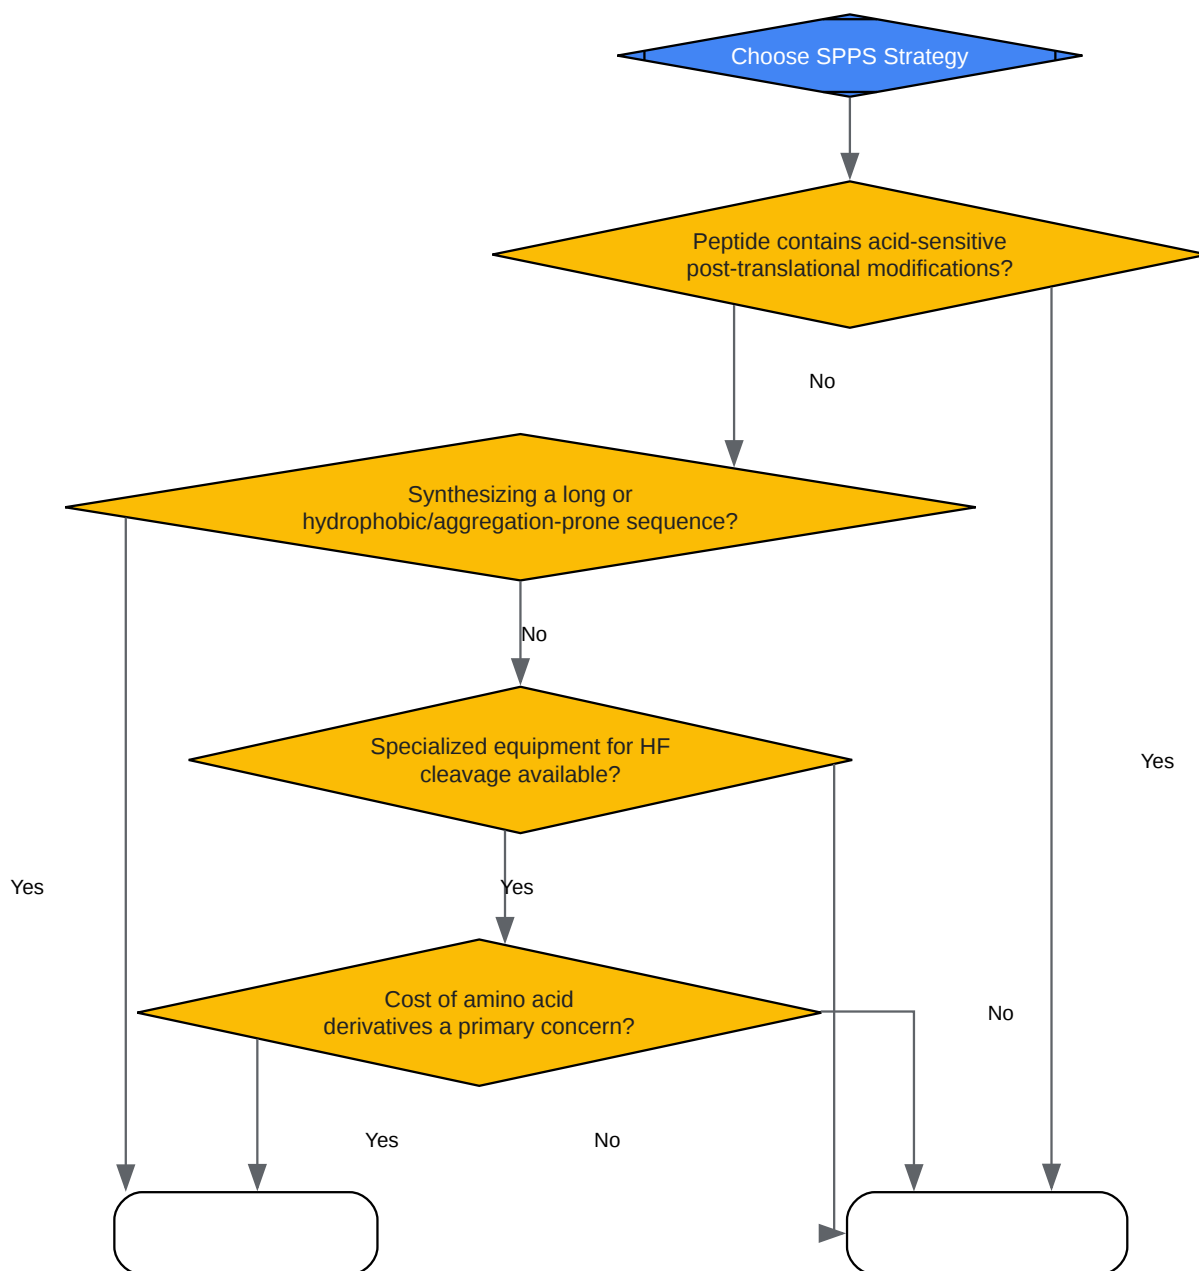 Choose SPPS Strategy
Peptide contains acid-sensitive
post-translational modifications?
No
Synthesizing a long or
hydrophobic/aggregation-prone sequence?
No
Specialized equipment for HF
cleavage available?
Yes
Yes
Yes
Cost of amino acid
derivatives a primary concern?
No
Yes
No